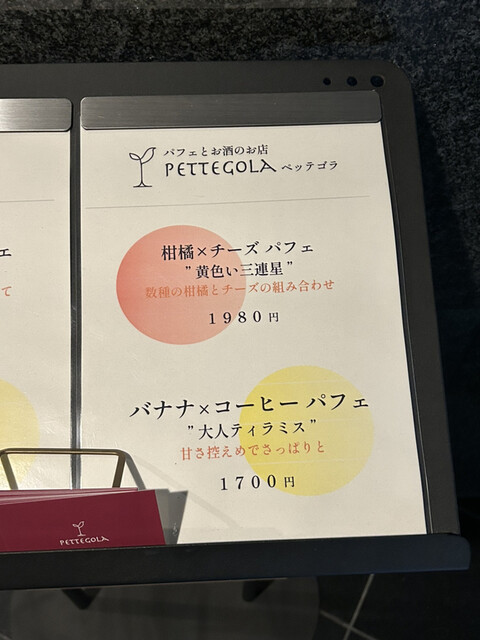 パフェとお酒のお店
PETTEGOLA ペッテゴラ
柑橘×チーズ パフェ
"黄色い三連星"
数種の柑橘とチーズの組み合わせ
1980円
バナナ×コーヒー パフェ
"大人ティラミス"
甘さ控えめでさっぱりと
1700円
ェ
て
PETTEGOLA